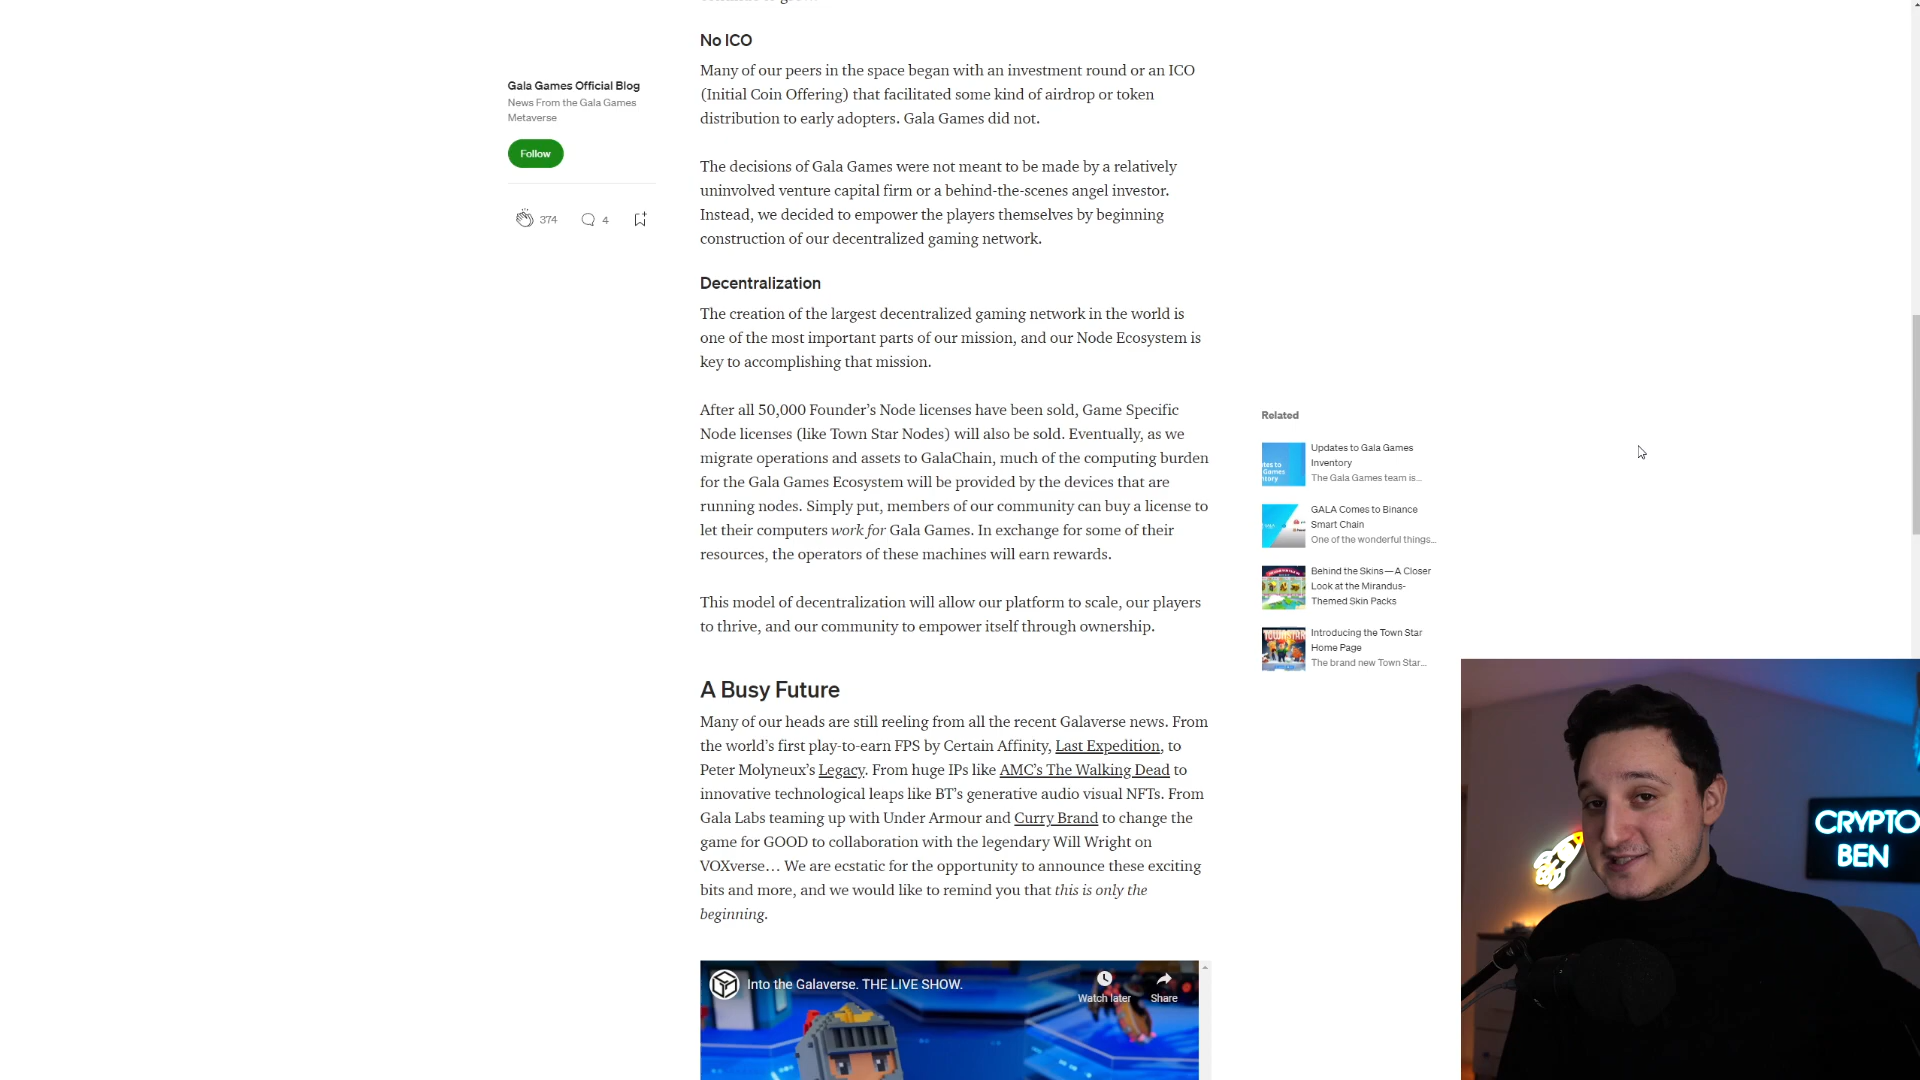 No ICO
Many of our peers in the space began with an investment round or an ICO
(Initial Coin Offering) that facilitated some kind of airdrop or token
distribution to early adopters. Gala Games did not.
The decisions of Gala Games were not meant to be made by a relatively
uninvolved venture capital firm or a behind-the-scenes angel investor.
Instead, we decided to empower the players themselves by beginning
construction of our decentralized gaming network.
Decentralization
The creation of the largest decentralized gaming network in the world is
one of the most important parts of our mission, and our Node Ecosystem is
key to accomplishing that mission.
After all 50,000 Founder’s Node licenses have been sold, Game Specific
Node licenses (like Town Star Nodes) will also be sold. Eventually, as we
migrate operations and assets to GalaChain, much of the computing burden
for the Gala Games Ecosystem will be provided by the devices that are
running nodes. Simply put, members of our community can buy a license to
let their computers work for Gala Games. In exchange for some of their
resources, the operators of these machines will earn rewards.
This model of decentralization will allow our platform to scale, our players
to thrive, and our community to empower itself through ownership.
A Busy Future
Many of our heads are still reeling from all the recent Galaverse news. From
the world’s first play-to-earn FPS by Certain Affinity, Last Expedition, to
Peter Molyneux’s Legacy. From huge IPs like AMC’s The Walking Dead to
innovative technological leaps like BT’s generative audio visual NFTs. From
Gala Labs teaming up with Under Armour and Curry Brand to change the
game for GOOD to collaboration with the legendary Will Wright on
VOXverse… We are ecstatic for the opportunity to announce these exciting
bits and more, and we would like to remind you that this is only the
beginning.
Into the Galaverse. THE LIVE SHOW.
Watch later
Share
Gala Games Official Blog
News From the Gala Games
Metaverse
Follow
374
4
Related
Updates to Gala Games
Inventory
The Gala Games team is...
GALA Comes to Binance
Smart Chain
One of the wonderful things...
Behind the Skins — A Closer
Look at the Mirandus-
Themed Skin Packs
Introducing the Town Star
Home Page
The brand new Town Star...
CRYPTO
BEN